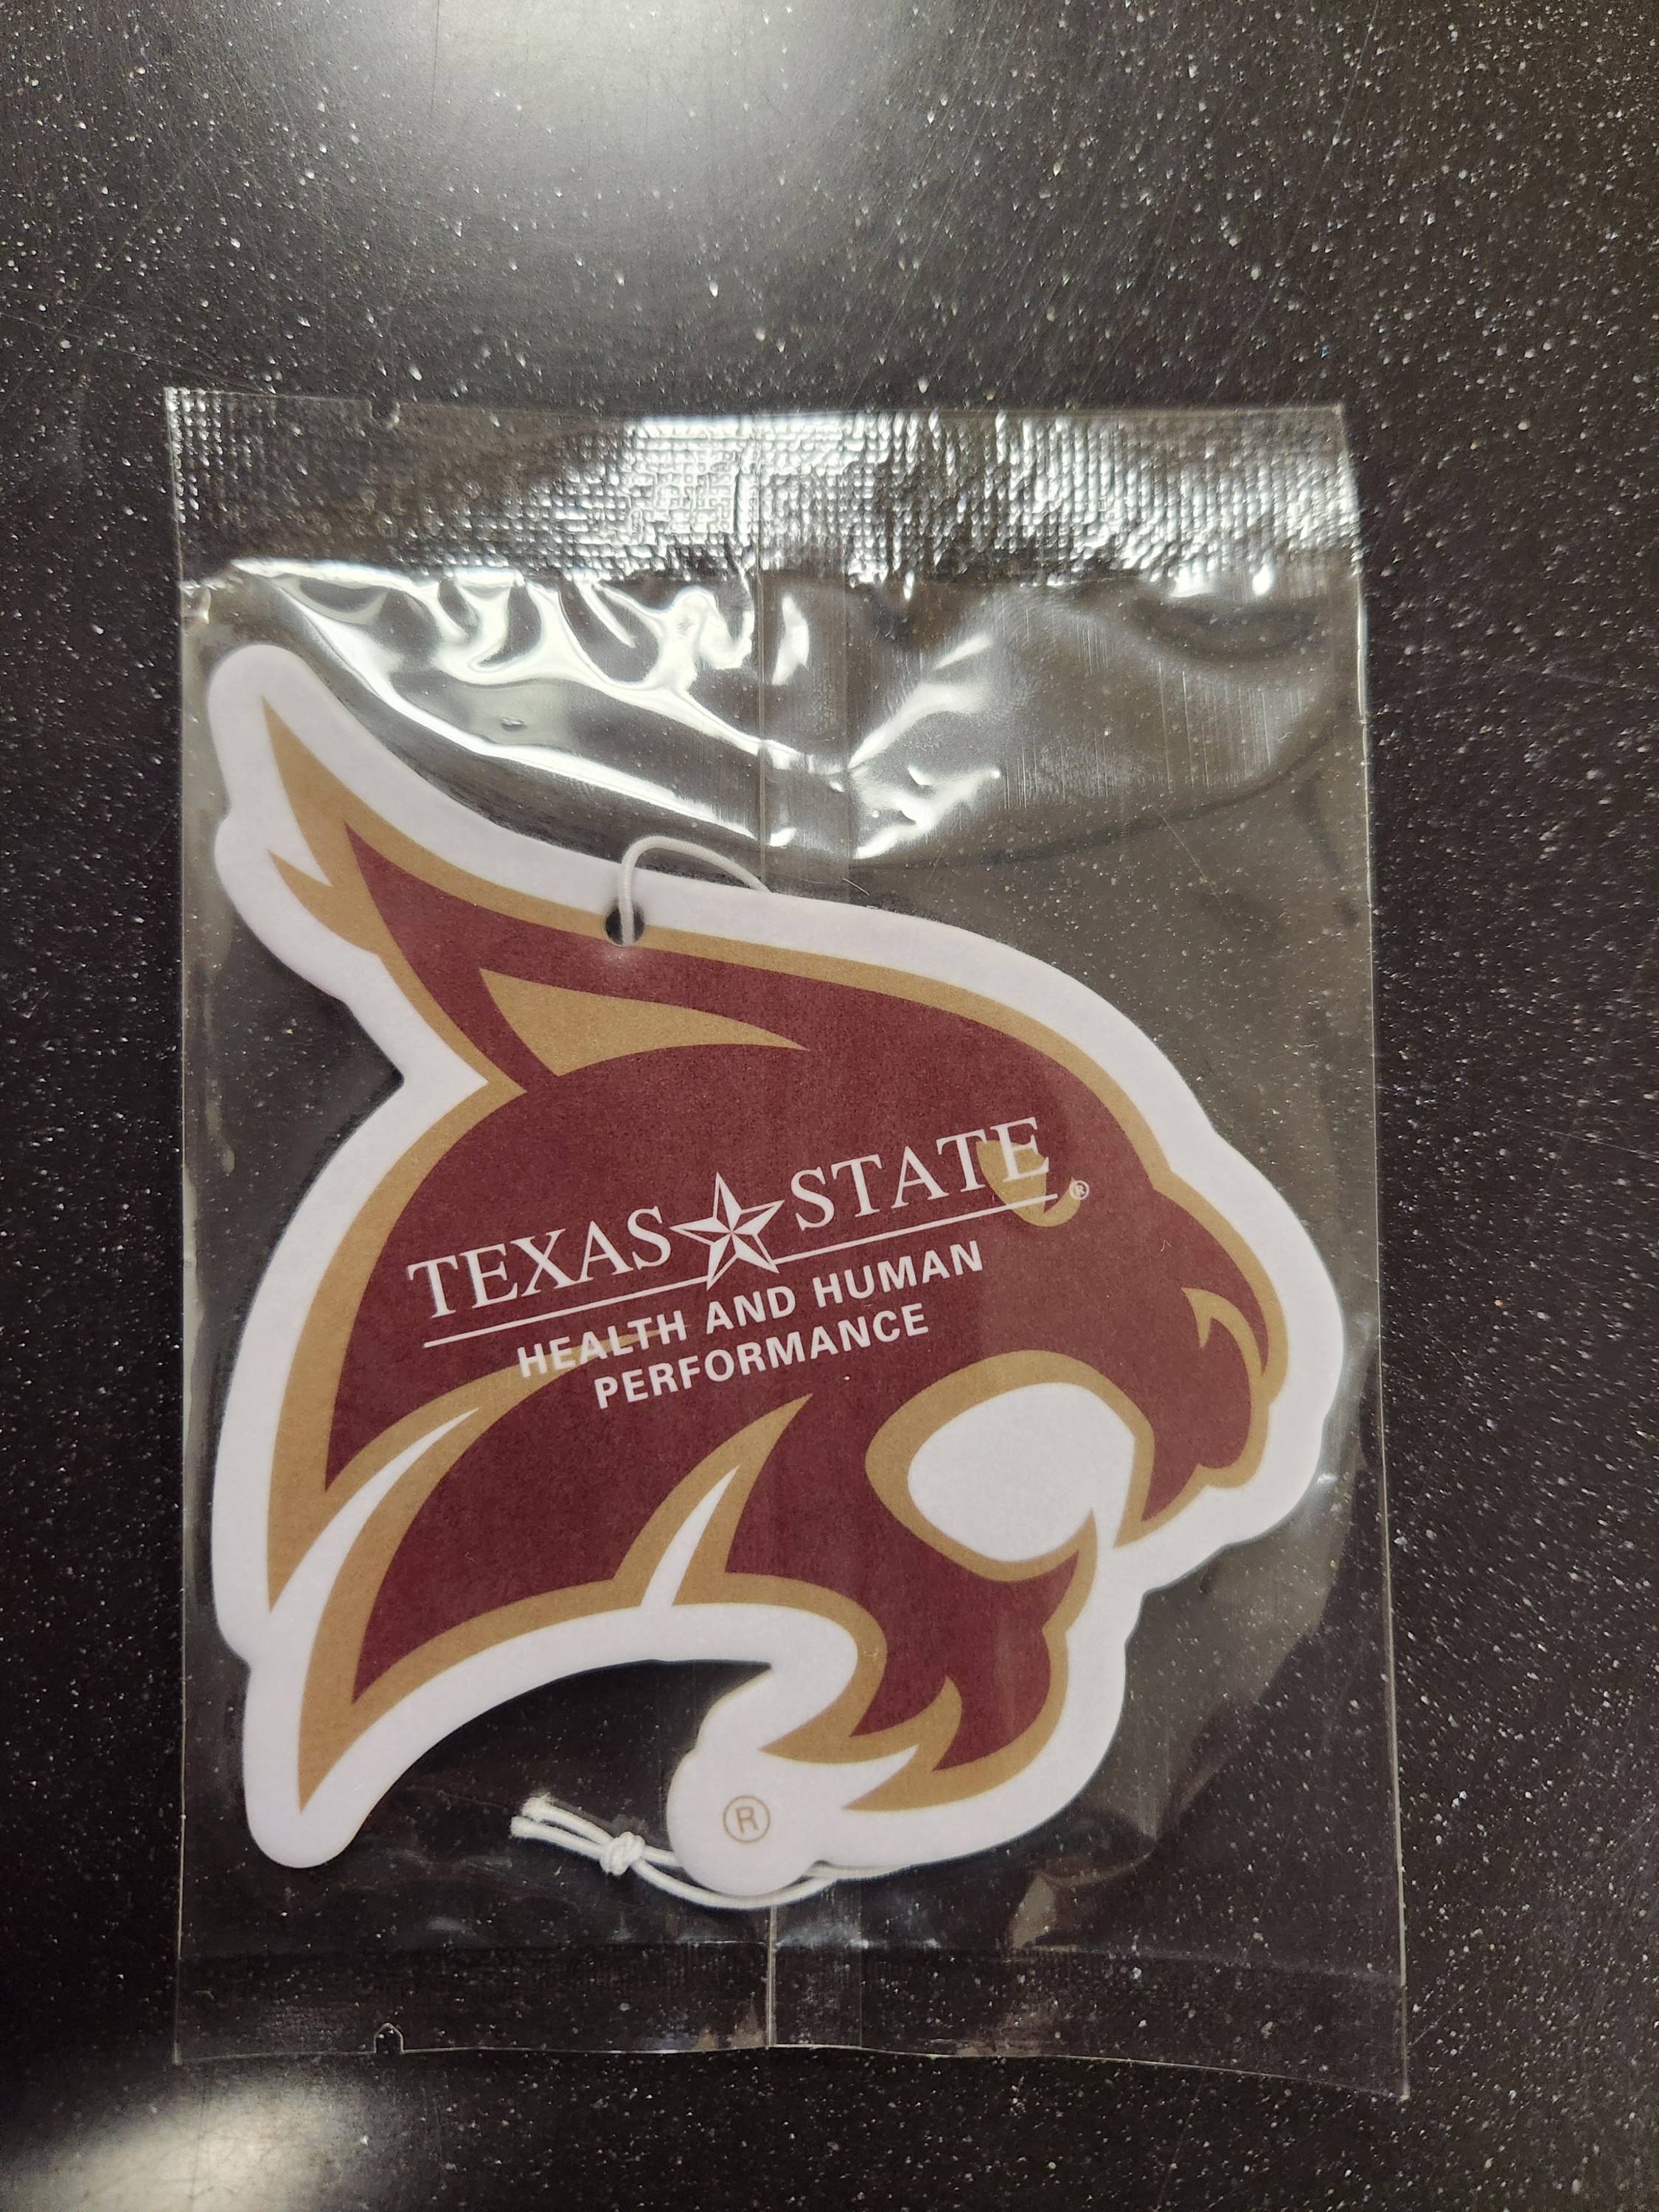 TEXAS STATE®
HEALTH AND HUMAN
PERFORMANCE
®